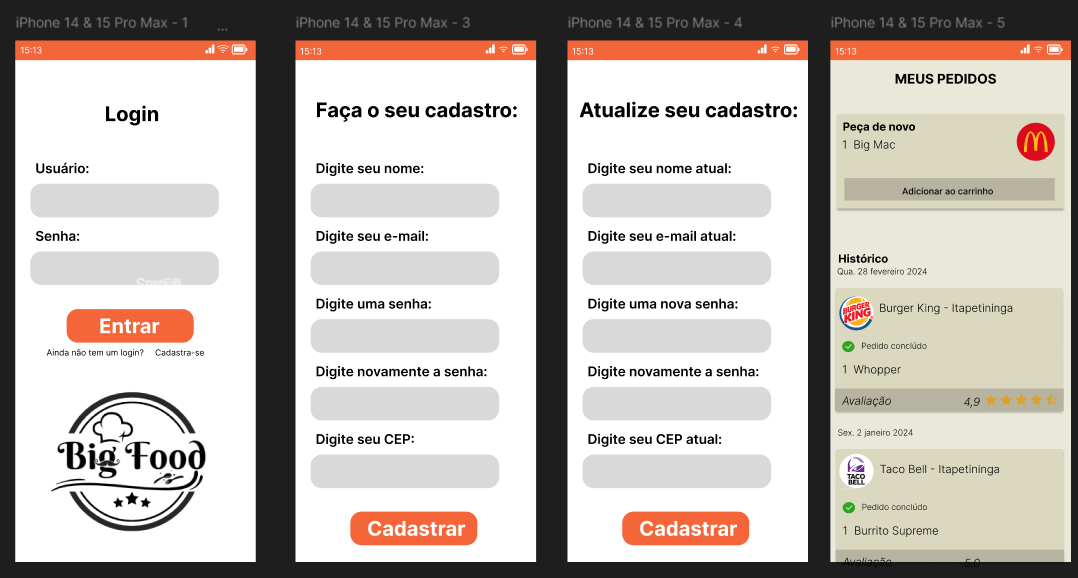 iPhone 14 & 15 Pro Max - 1
...
15:13
Login
Usuário:
Senha:
Entrar
Ainda não tem um login? Cadastra-se
Big Food
iPhone 14 & 15 Pro Max - 3
15:13
Faça o seu cadastro:
Digite seu nome:
Digite seu e-mail:
Digite uma senha:
Digite novamente a senha:
Digite seu CEP:
Cadastrar
iPhone 14 & 15 Pro Max - 4
15:13
Atualize seu cadastro:
Digite seu nome atual:
Digite seu e-mail atual:
Digite uma nova senha:
Digite novamente a senha:
Digite seu CEP atual:
Cadastrar
iPhone 14 & 15 Pro Max - 5
15:13
MEUS PEDIDOS
Peça de novo
1 Big Mac
Adicionar ao carrinho
Histórico
Qua. 28 fevereiro 2024
BURGER
KING
Burger King - Itapetininga
Pedido conclúdo
1 Whopper
Avaliação 4,9
Sex. 2 janeiro 2024
TACO
BELL
Taco Bell - Itapetininga
Pedido conclúdo
1 Burrito Supreme
Avaliação 5,0